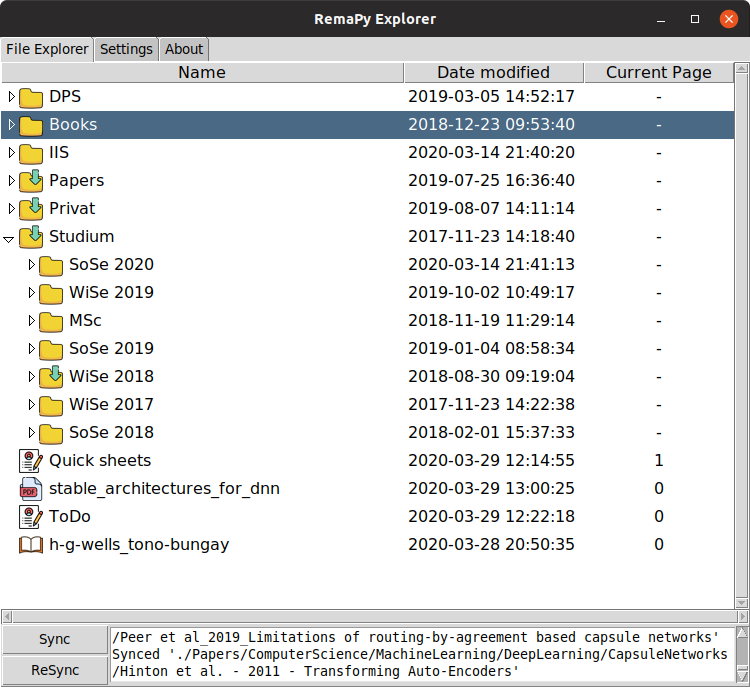 RemaPy Explorer
File Explorer Settings About
Name Date modified Current Page
DPS 2019-03-05 14:52:17 -
Books 2018-12-23 09:53:40 -
IIS 2020-03-14 21:40:20 -
Papers 2019-07-25 16:36:40 -
Privat 2019-08-07 14:11:14 -
Studium 2017-11-23 14:18:40 -
SoSe 2020 2020-03-14 21:41:13 -
WiSe 2019 2019-10-02 10:49:17 -
MSc 2018-11-19 11:29:14 -
SoSe 2019 2019-01-04 08:58:34 -
WiSe 2018 2018-08-30 09:19:04 -
WiSe 2017 2017-11-23 14:22:38 -
SoSe 2018 2018-02-01 15:37:33 -
Quick sheets 2020-03-29 12:14:55 1
PDF stable_architectures_for_dnn 2020-03-29 13:00:25 0
ToDo 2020-03-29 12:22:18 0
h-g-wells_tono-bungay 2020-03-28 20:50:35 0
Sync
ReSync
/Peer et al_2019_Limitations of routing-by-agreement based capsule networks'
Synced './Papers/ComputerScience/MachineLearning/DeepLearning/CapsuleNetworks
/Hinton et al. - 2011 - Transforming Auto-Encoders'